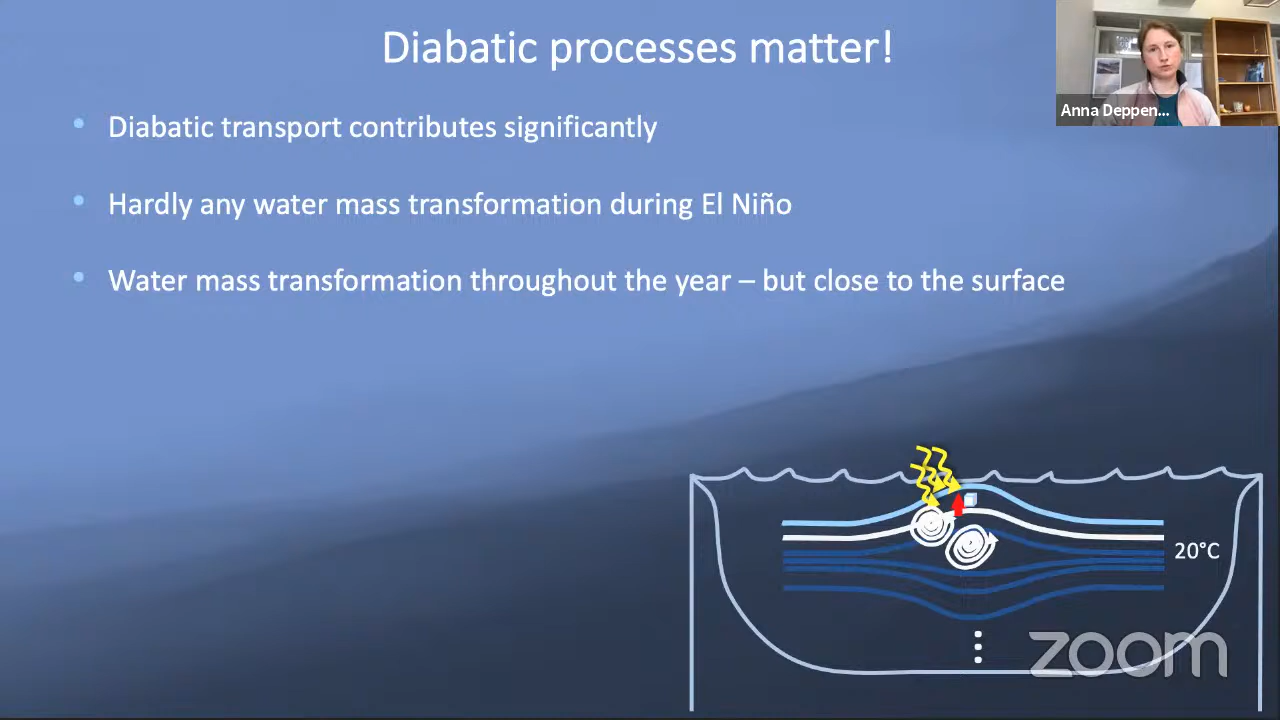 Diabatic processes matter!
Anna Deppen...
Diabatic transport contributes significantly
Hardly any water mass transformation during El Niño
Water mass transformation throughout the year – but close to the surface
20°C
zoom